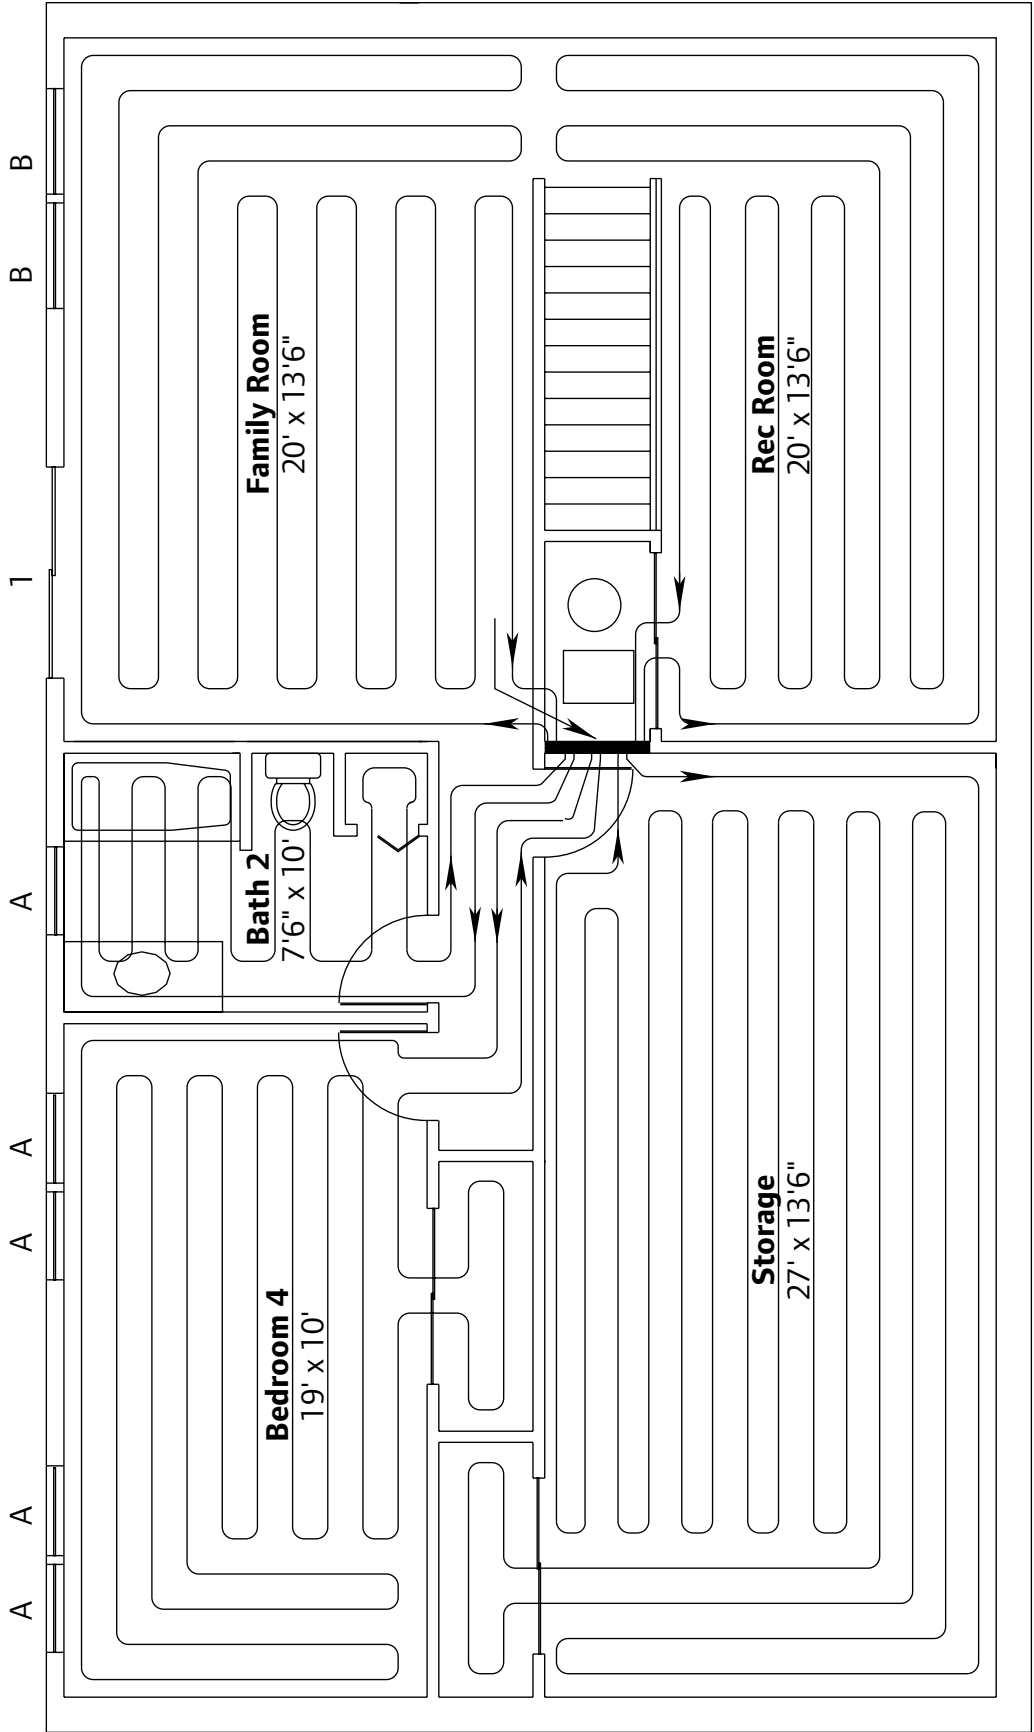 A
A
A
A
A
1
B
B
Bedroom 4
19' x 10'
Bath 2
7'6" x 10'
Family Room
20' x 13'6"
Storage
27' x 13'6"
Rec Room
20' x 13'6"